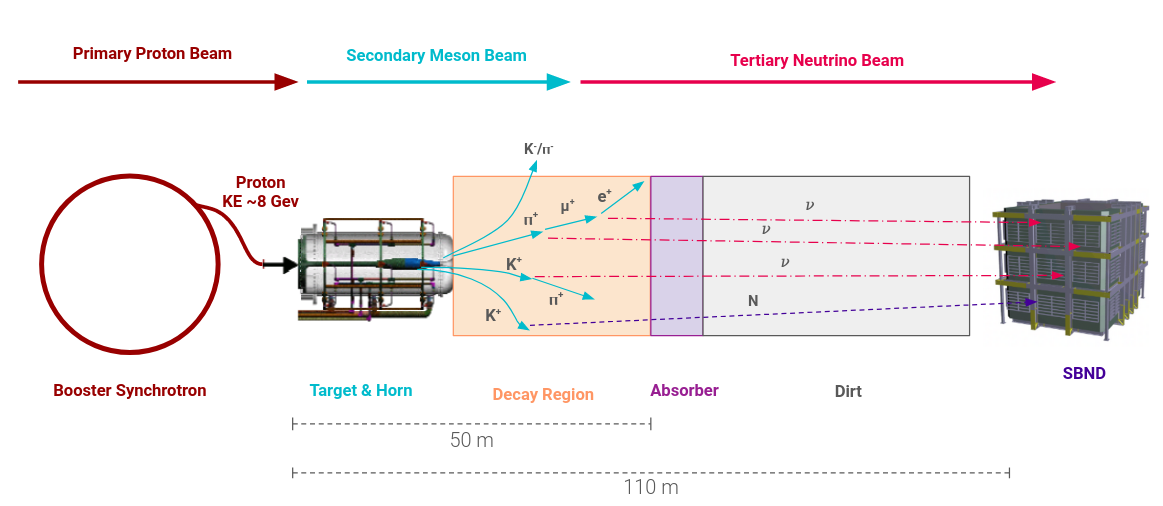 Primary Proton Beam
Secondary Meson Beam
Tertiary Neutrino Beam
K⁻/π⁻
Proton
KE ~8 Gev
e⁺
μ⁺
π⁺
ν
ν
K⁺
ν
π⁺
N
K⁺
SBND
Booster Synchrotron
Target & Horn
Decay Region
Absorber
Dirt
50 m
110 m